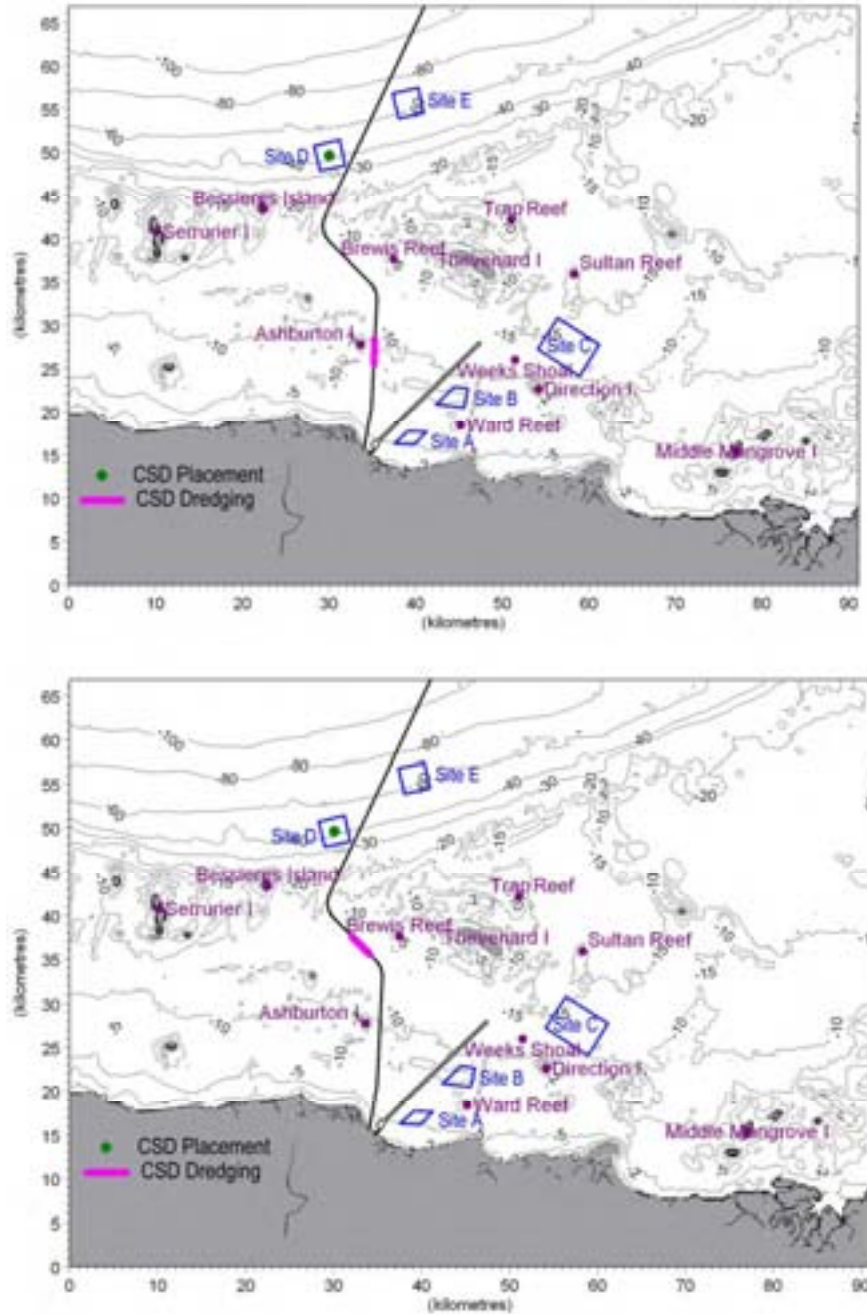 65
60
55
50
45
40
35
30
25
20
15
10
5
0
(kilometres)
-100
-80
-80
-60
-40
-30
-20
-20
-15
-10
Site E
Site D
Bessieres Island
Serrurier I
Trap Reef
Brewis Reef
Thevenard I
Sultan Reef
Ashburton I
Site C
Weeks Shoal
Direction I.
Site B
Ward Reef
Site A
Middle Mangrove I
CSD Placement
CSD Dredging
0 10 20 30 40 50 60 70 80 90
(kilometres)
65
60
55
50
45
40
35
30
25
20
15
10
5
0
(kilometres)
-100
-80
-80
-60
-40
-30
-20
-20
-15
-10
Site E
Site D
Bessieres Island
Serrurier I
Trap Reef
Brewis Reef
Thevenard I
Sultan Reef
Ashburton I
Site C
Weeks Shoal
Direction I.
Site B
Ward Reef
Site A
Middle Mangrove I
CSD Placement
CSD Dredging
0 10 20 30 40 50 60 70 80 90
(kilometres)